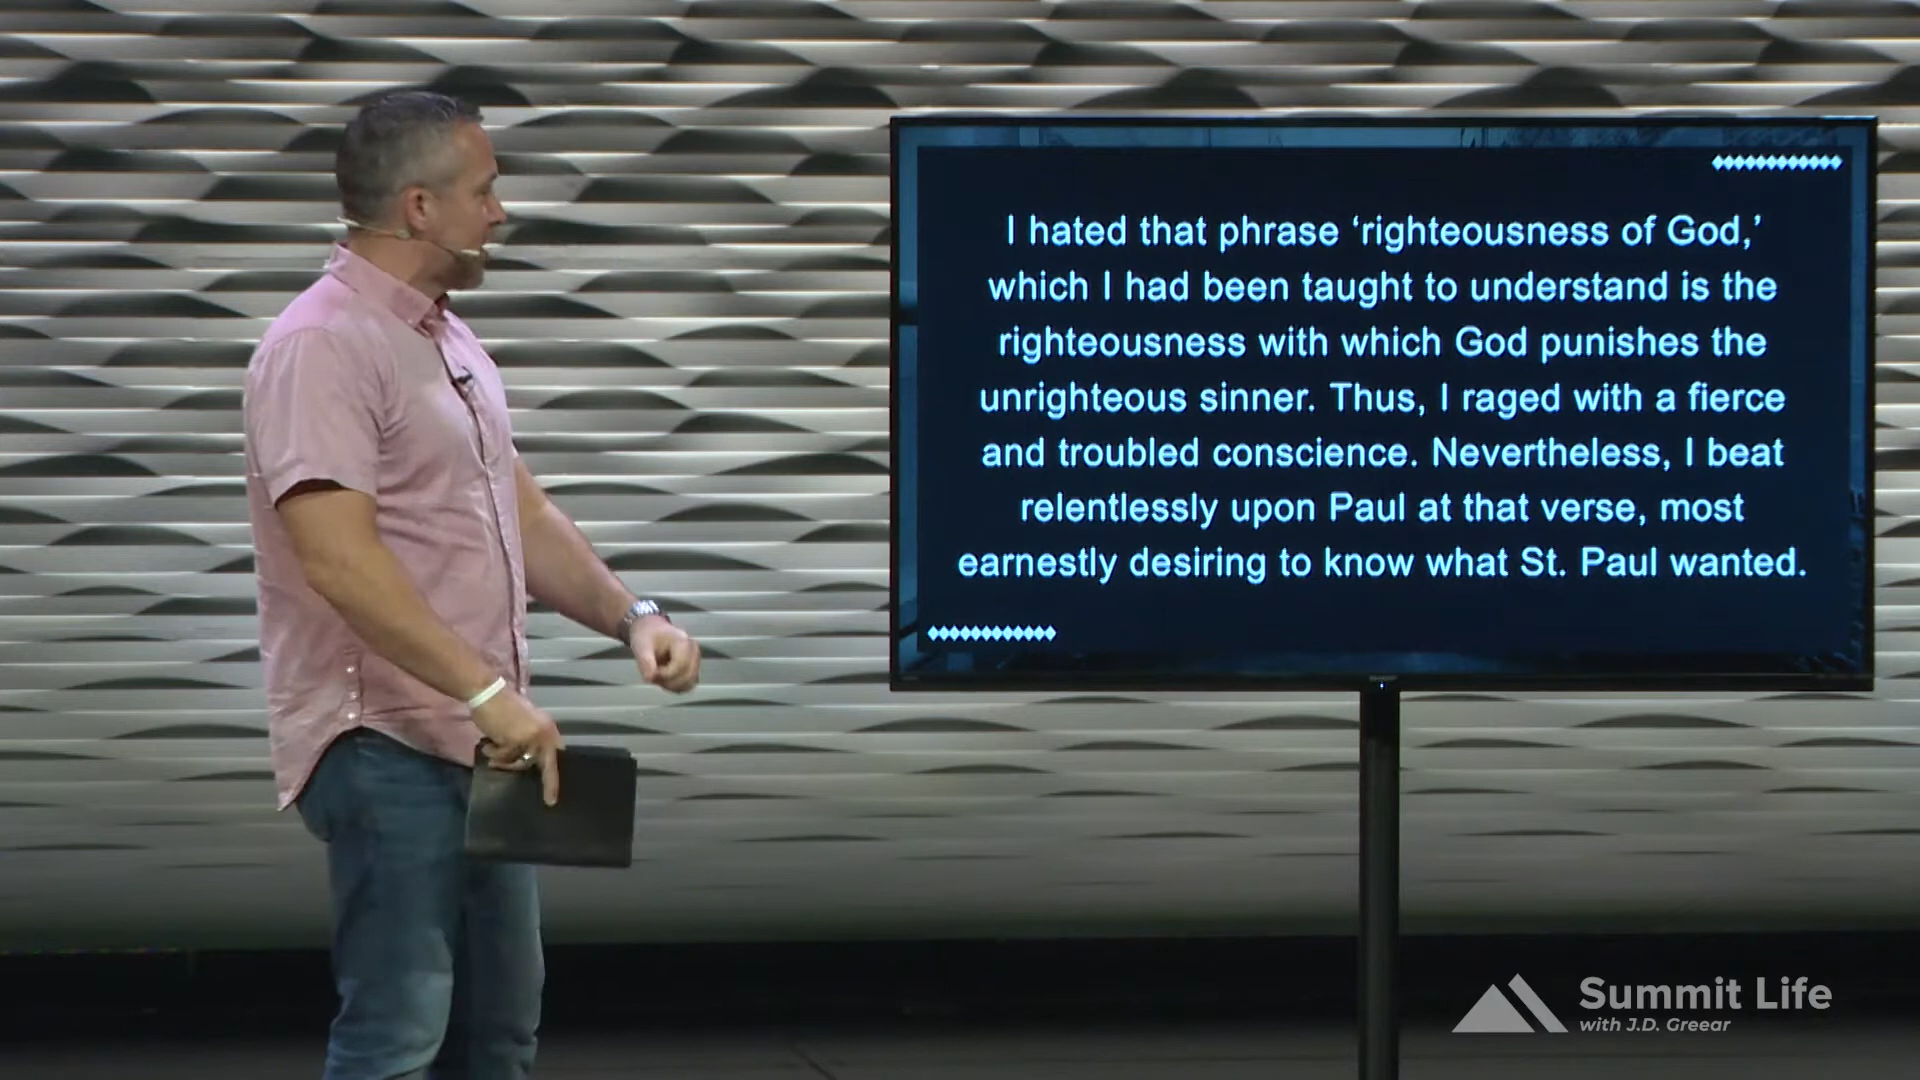 I hated that phrase ‘righteousness of God,’
which I had been taught to understand is the
righteousness with which God punishes the
unrighteous sinner. Thus, I raged with a fierce
and troubled conscience. Nevertheless, I beat
relentlessly upon Paul at that verse, most
earnestly desiring to know what St. Paul wanted.
Summit Life
with J.D. Greear